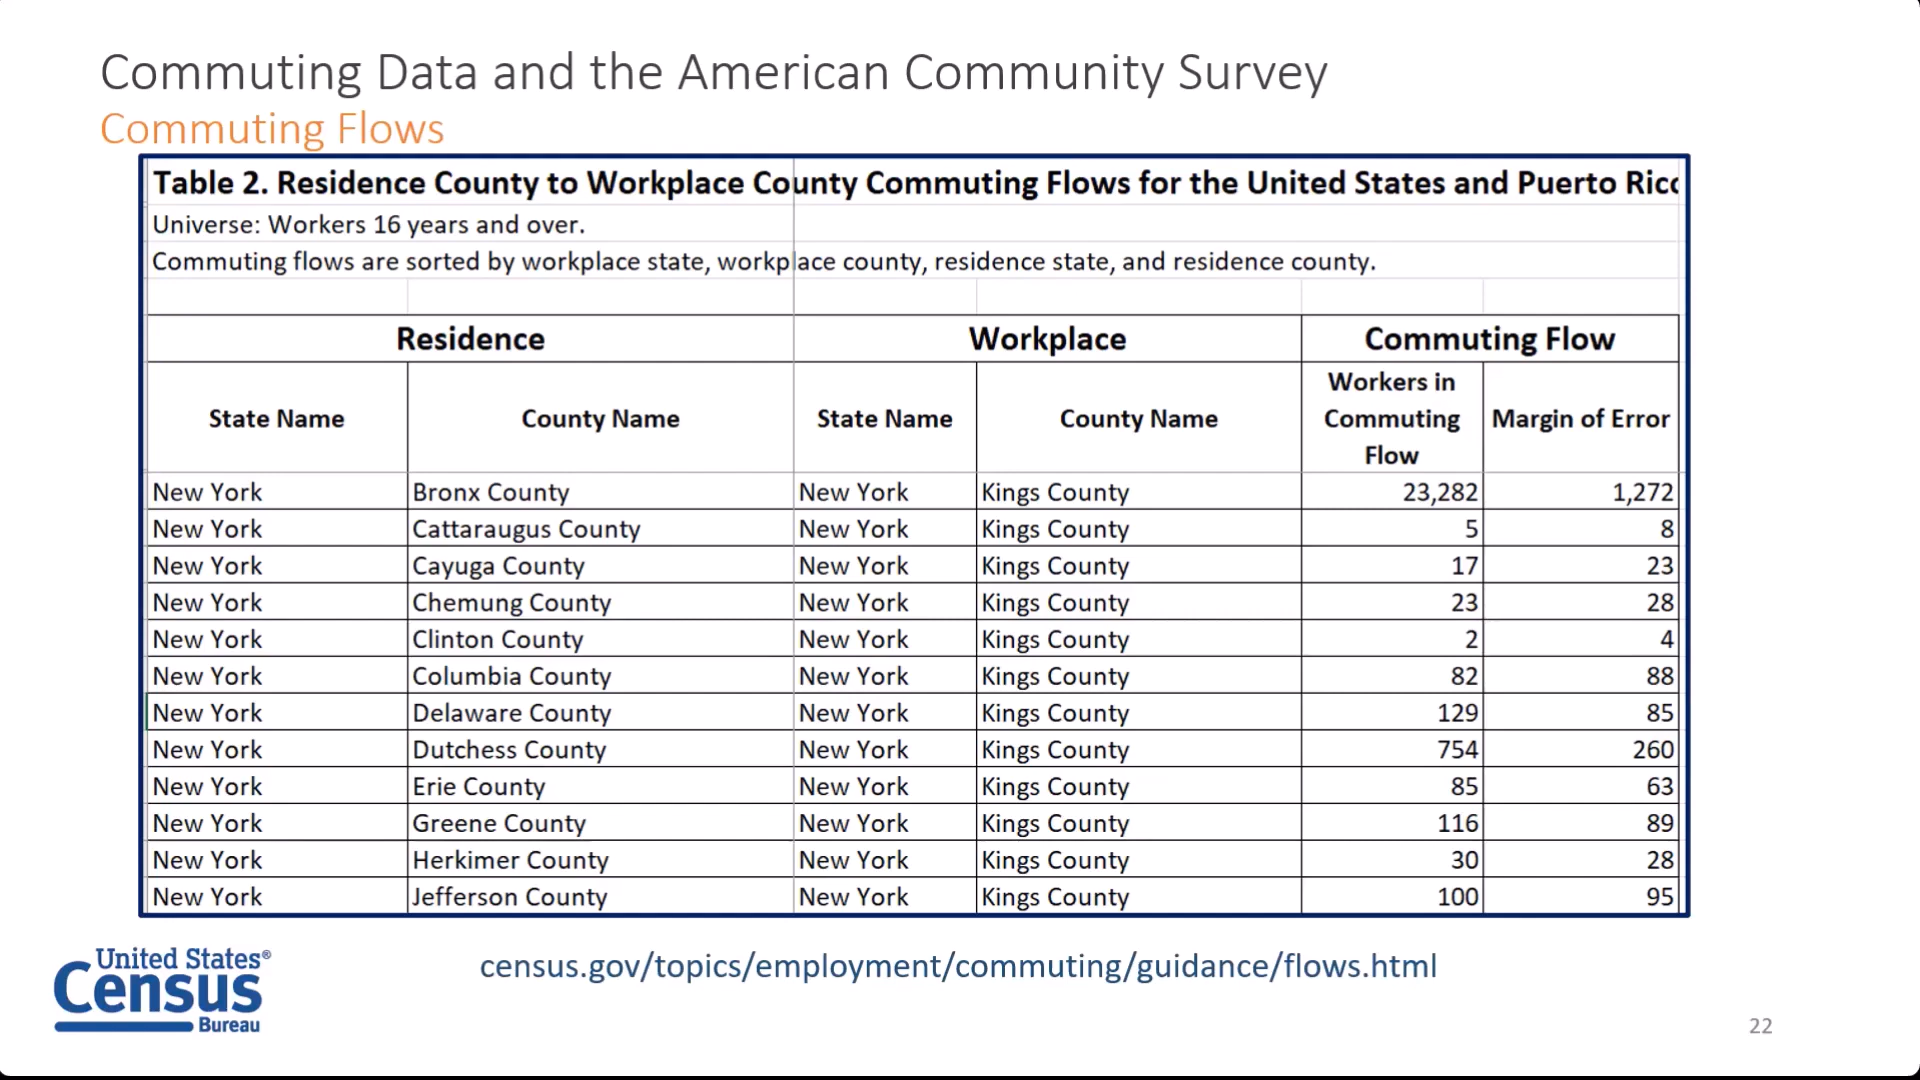 Commuting Data and the American Community Survey
Commuting Flows
Table 2. Residence County to Workplace County Commuting Flows for the United States and Puerto Ricc
Universe: Workers 16 years and over.
Commuting flows are sorted by workplace state, workplace county, residence state, and residence county.
Residence Workplace Commuting Flow
State Name County Name State Name County Name Workers in Commuting Flow Margin of Error
New York Bronx County New York Kings County 23,282 1,272
New York Cattaraugus County New York Kings County 5 8
New York Cayuga County New York Kings County 17 23
New York Chemung County New York Kings County 23 28
New York Clinton County New York Kings County 2 4
New York Columbia County New York Kings County 82 88
New York Delaware County New York Kings County 129 85
New York Dutchess County New York Kings County 754 260
New York Erie County New York Kings County 85 63
New York Greene County New York Kings County 116 89
New York Herkimer County New York Kings County 30 28
New York Jefferson County New York Kings County 100 95
United States®
Census
Bureau
census.gov/topics/employment/commuting/guidance/flows.html
22